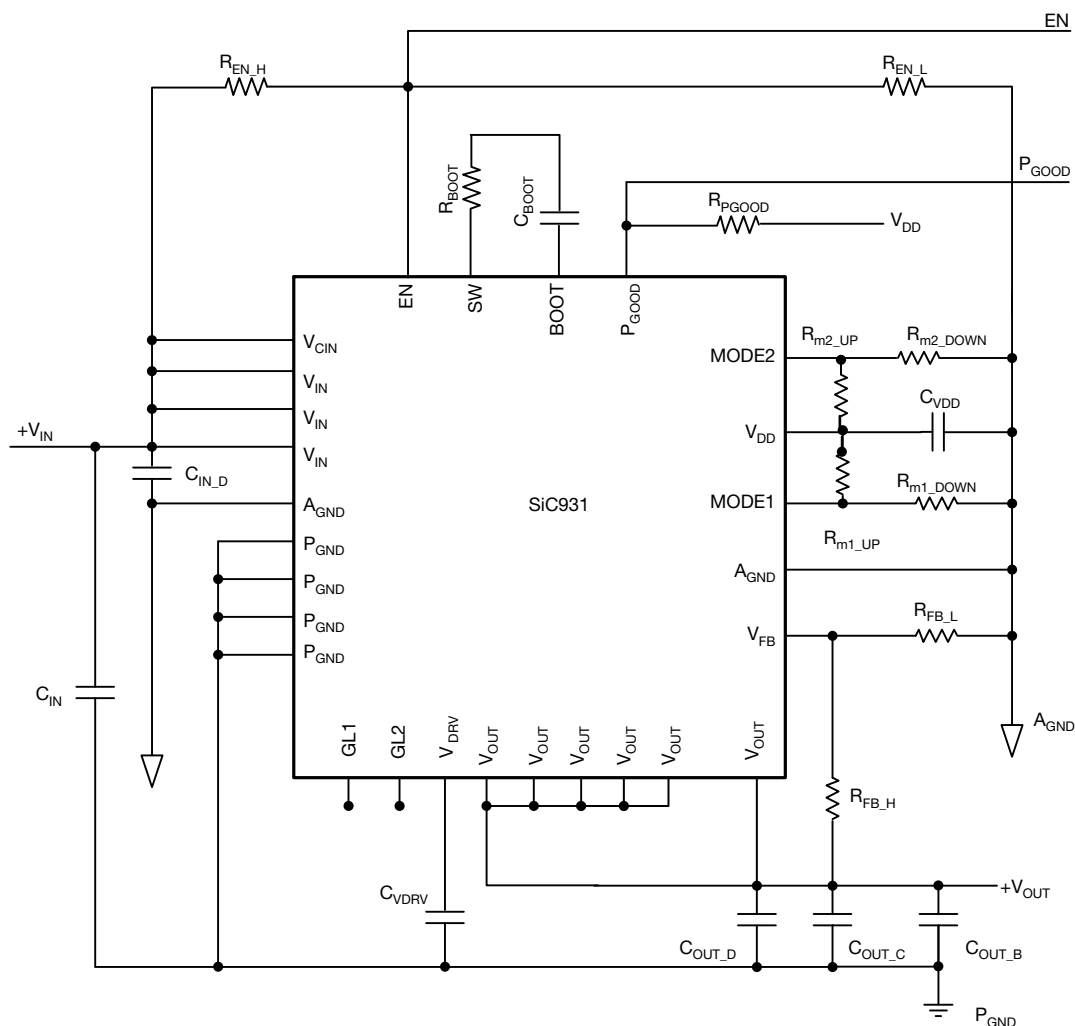 EN
R_EN_H
R_EN_L
R_BOOT
C_BOOT
P_GOOD
R_PGOOD
V_DD
EN
SW
BOOT
P_GOOD
V_CIN
V_IN
V_IN
+V_IN
V_IN
C_IN_D
A_GND
P_GND
P_GND
P_GND
P_GND
C_IN
SiC931
MODE2
R_m2_UP
R_m2_DOWN
C_VDD
V_DD
MODE1
R_m1_DOWN
R_m1_UP
A_GND
V_FB
R_FB_L
A_GND
GL1
GL2
V_DRV
V_OUT
V_OUT
V_OUT
V_OUT
V_OUT
V_OUT
R_FB_H
C_VDRV
+V_OUT
C_OUT_D
C_OUT_C
C_OUT_B
P_GND